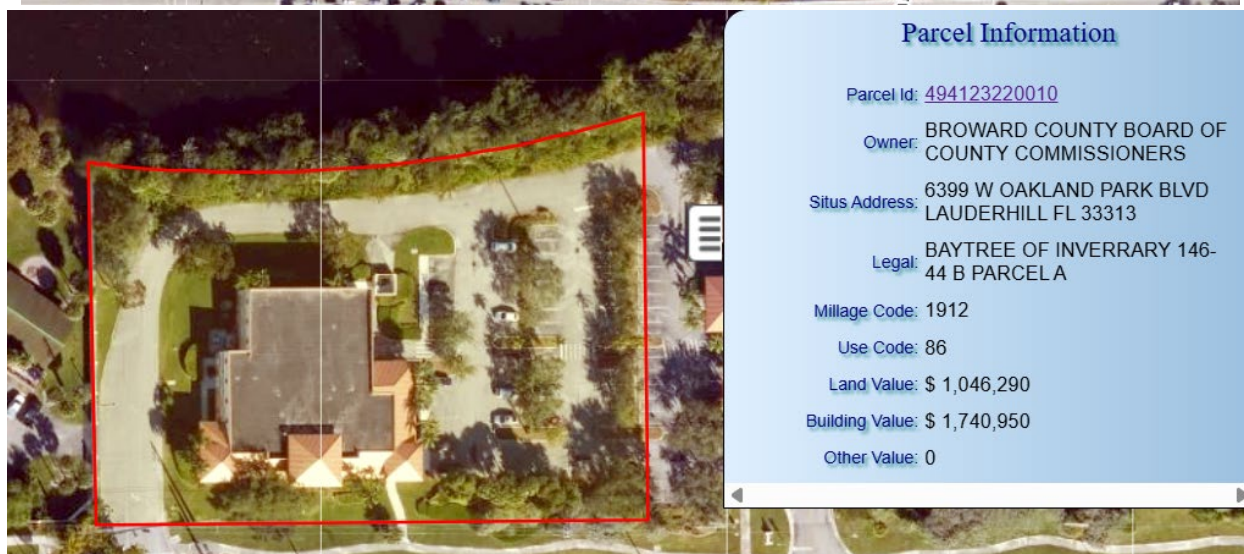 Parcel Information
Parcel Id: 494123220010
Owner: BROWARD COUNTY BOARD OF
COUNTY COMMISSIONERS
Situs Address: 6399 W OAKLAND PARK BLVD
LAUDERHILL FL 33313
Legal: BAYTREE OF INVERRARY 146-
44 B PARCEL A
Millage Code: 1912
Use Code: 86
Land Value: $ 1,046,290
Building Value: $ 1,740,950
Other Value: 0